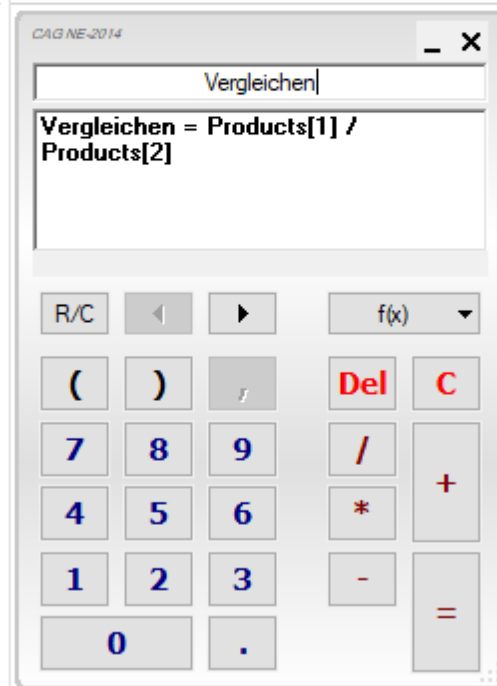 CAG NE-2014
_ X
Vergleichen
Vergleichen = Products[1] /
Products[2]
R/C f(x)
( ) , Del C
7 8 9 / +
4 5 6 *
1 2 3 - =
0 .